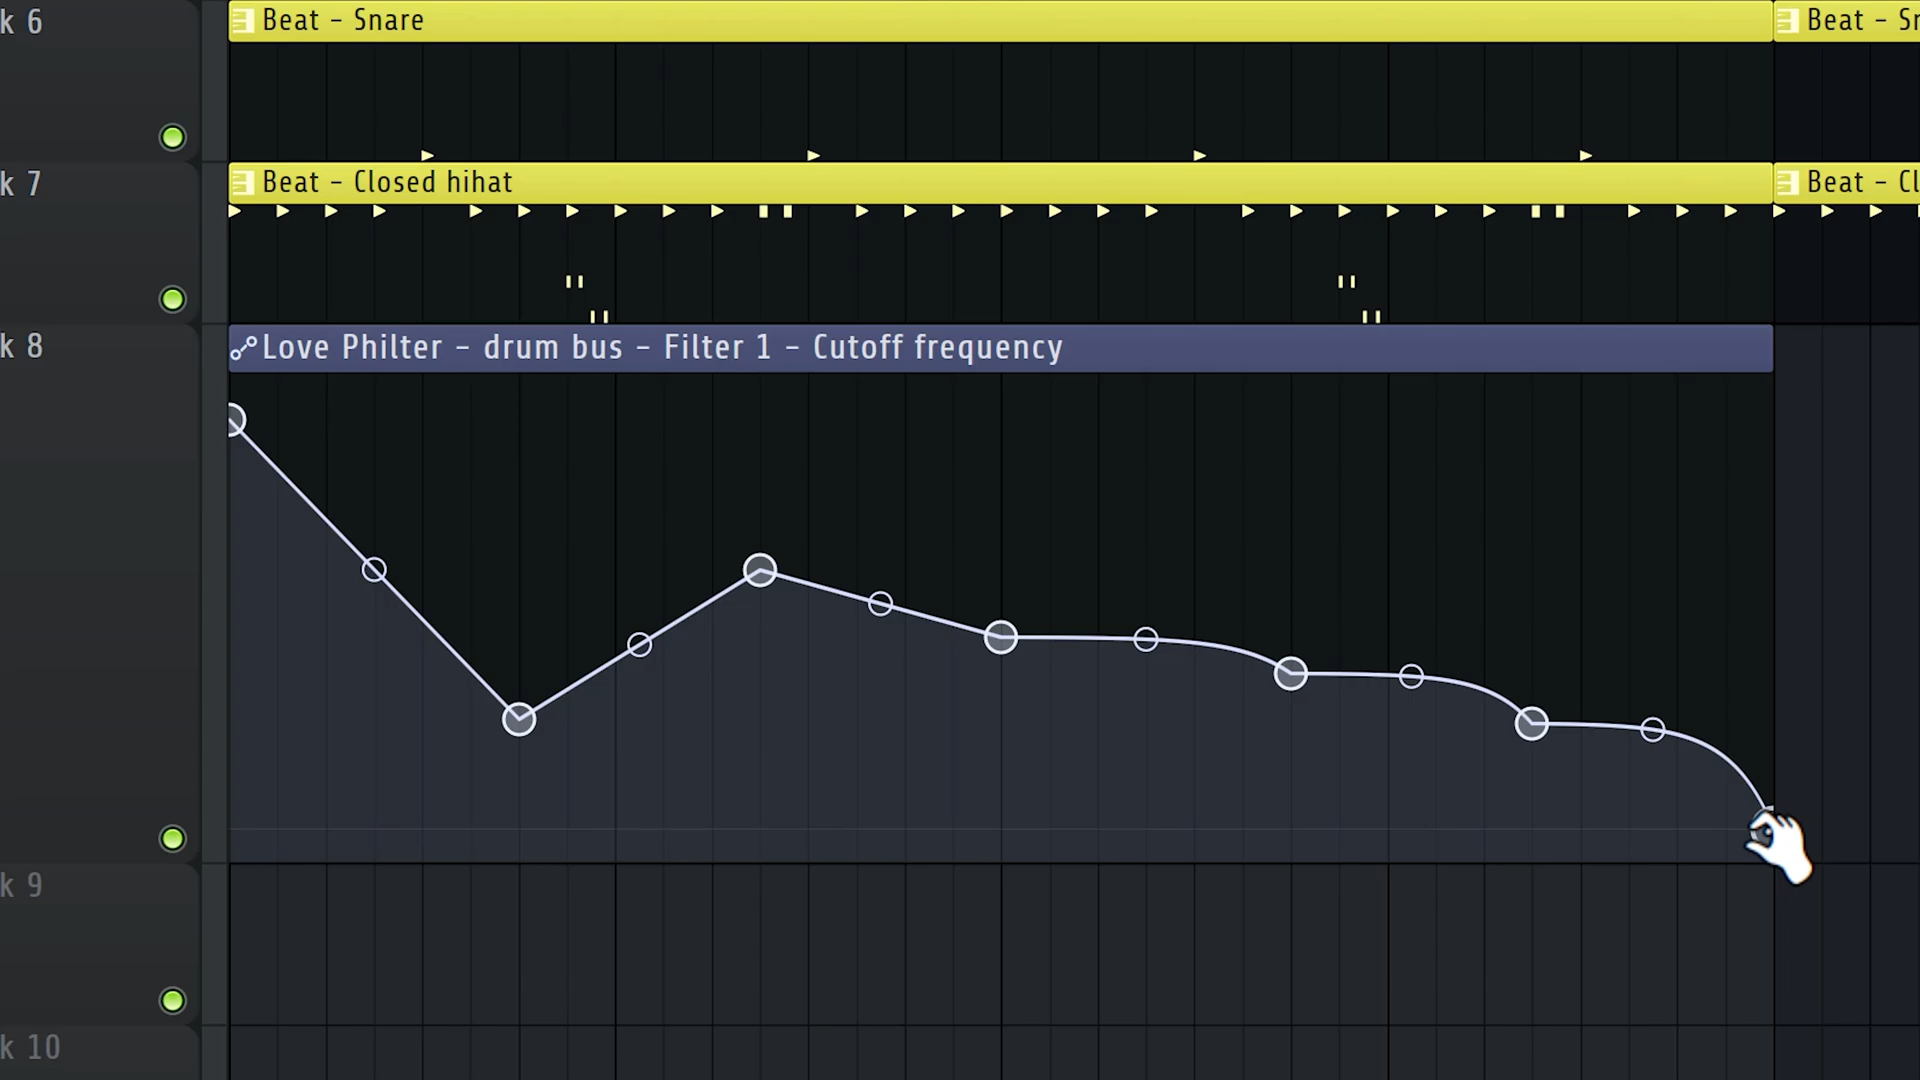 k 6
Beat - Snare
Beat - Sn
k 7
Beat - Closed hihat
Beat - Cl
k 8
Love Philter - drum bus - Filter 1 - Cutoff frequency
k 9
k 10